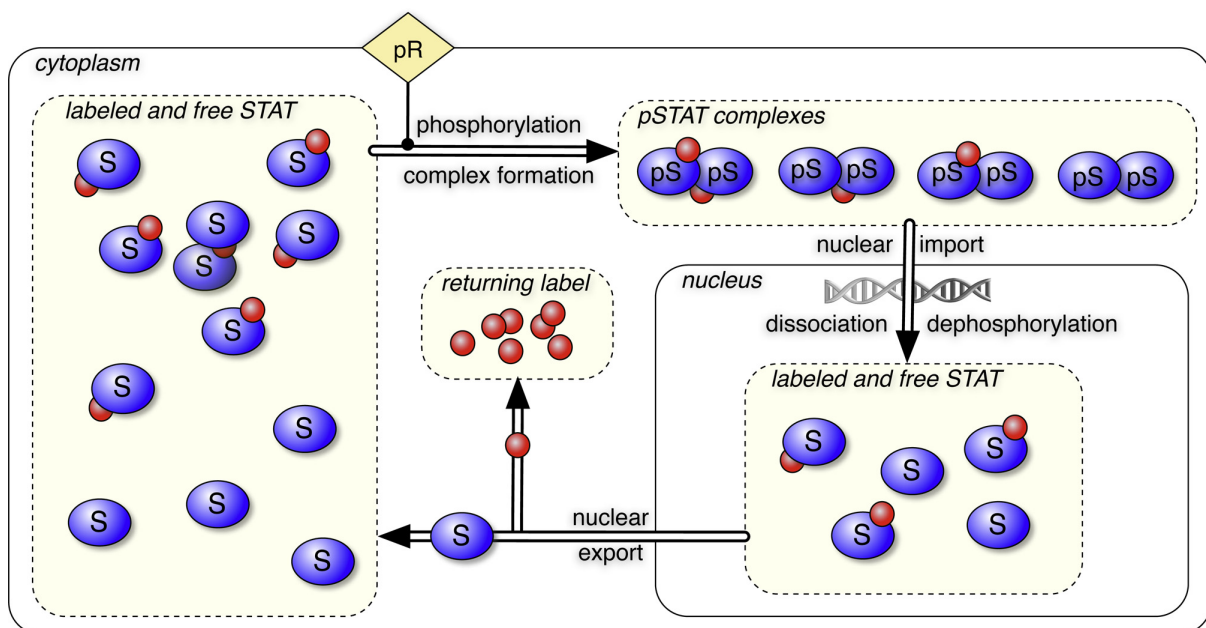 pR
cytoplasm
labeled and free STAT
S
S
S
S
S
S
S
S
S
S
S
S
phosphorylation
complex formation
pSTAT complexes
pS pS
pS pS
pS pS
pS pS
nuclear import
nucleus
dissociation dephosphorylation
labeled and free STAT
S
S
S
S
S
returning label
nuclear
export
S